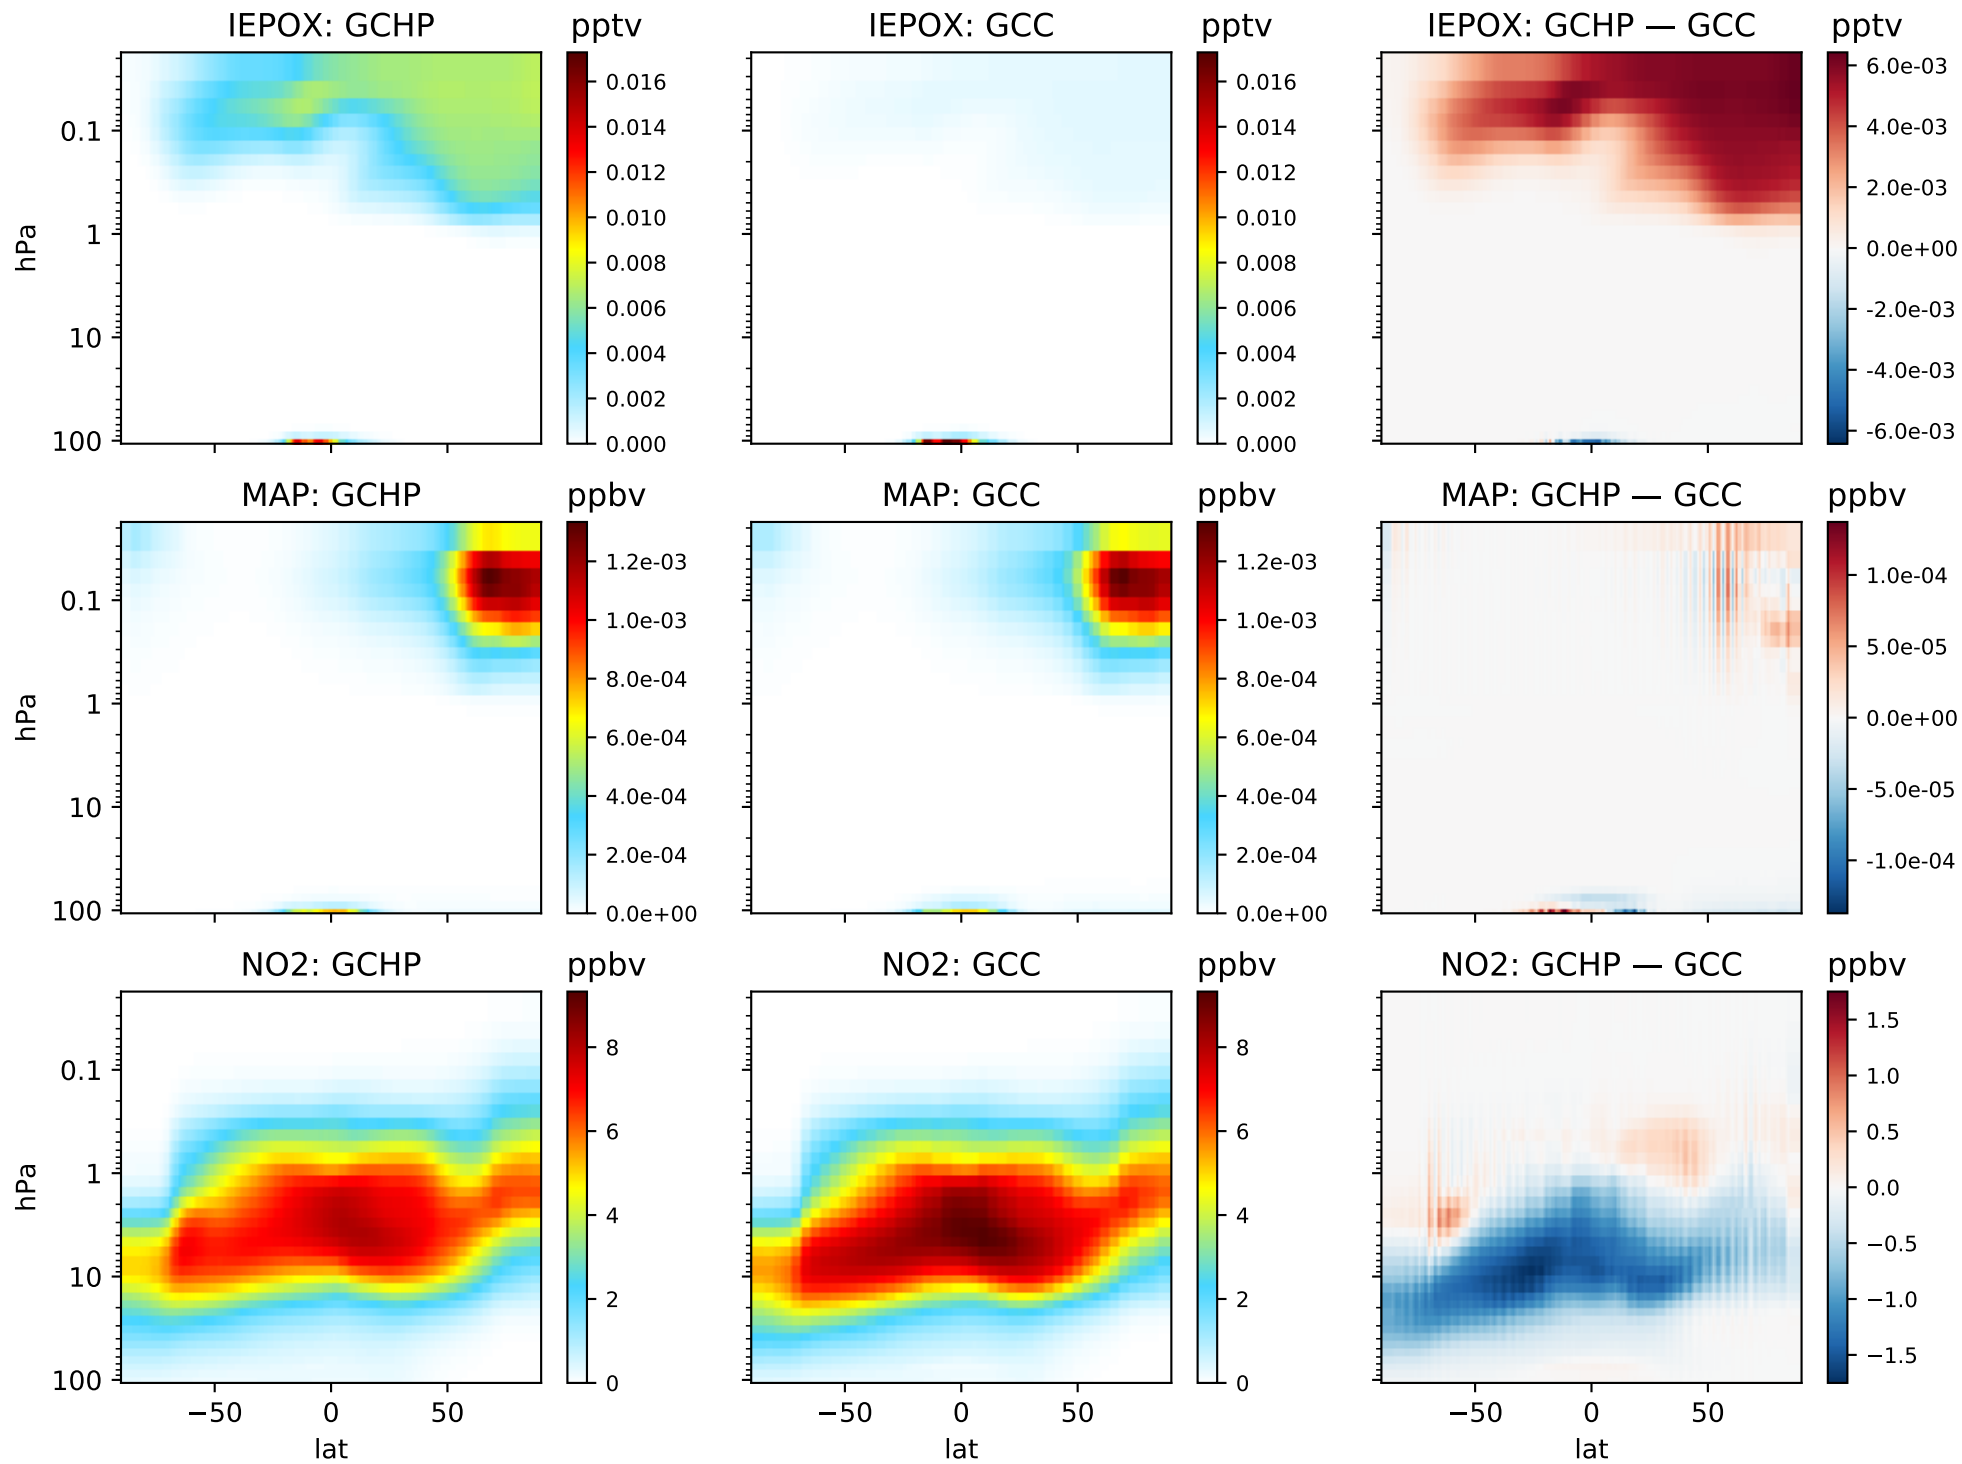 IEPOX: GCHP
pptv
IEPOX: GCC
pptv
IEPOX: GCHP — GCC
pptv
hPa
0.1
1
10
100
0.016
0.014
0.012
0.010
0.008
0.006
0.004
0.002
0.000
0.016
0.014
0.012
0.010
0.008
0.006
0.004
0.002
0.000
6.0e-03
4.0e-03
2.0e-03
0.0e+00
-2.0e-03
-4.0e-03
-6.0e-03
MAP: GCHP
ppbv
MAP: GCC
ppbv
MAP: GCHP — GCC
ppbv
hPa
0.1
1
10
100
1.2e-03
1.0e-03
8.0e-04
6.0e-04
4.0e-04
2.0e-04
0.0e+00
1.2e-03
1.0e-03
8.0e-04
6.0e-04
4.0e-04
2.0e-04
0.0e+00
1.0e-04
5.0e-05
0.0e+00
-5.0e-05
-1.0e-04
NO2: GCHP
ppbv
NO2: GCC
ppbv
NO2: GCHP — GCC
ppbv
hPa
0.1
1
10
100
8
6
4
2
0
8
6
4
2
0
1.5
1.0
0.5
0.0
−0.5
−1.0
−1.5
−50 0 50
−50 0 50
−50 0 50
lat
lat
lat